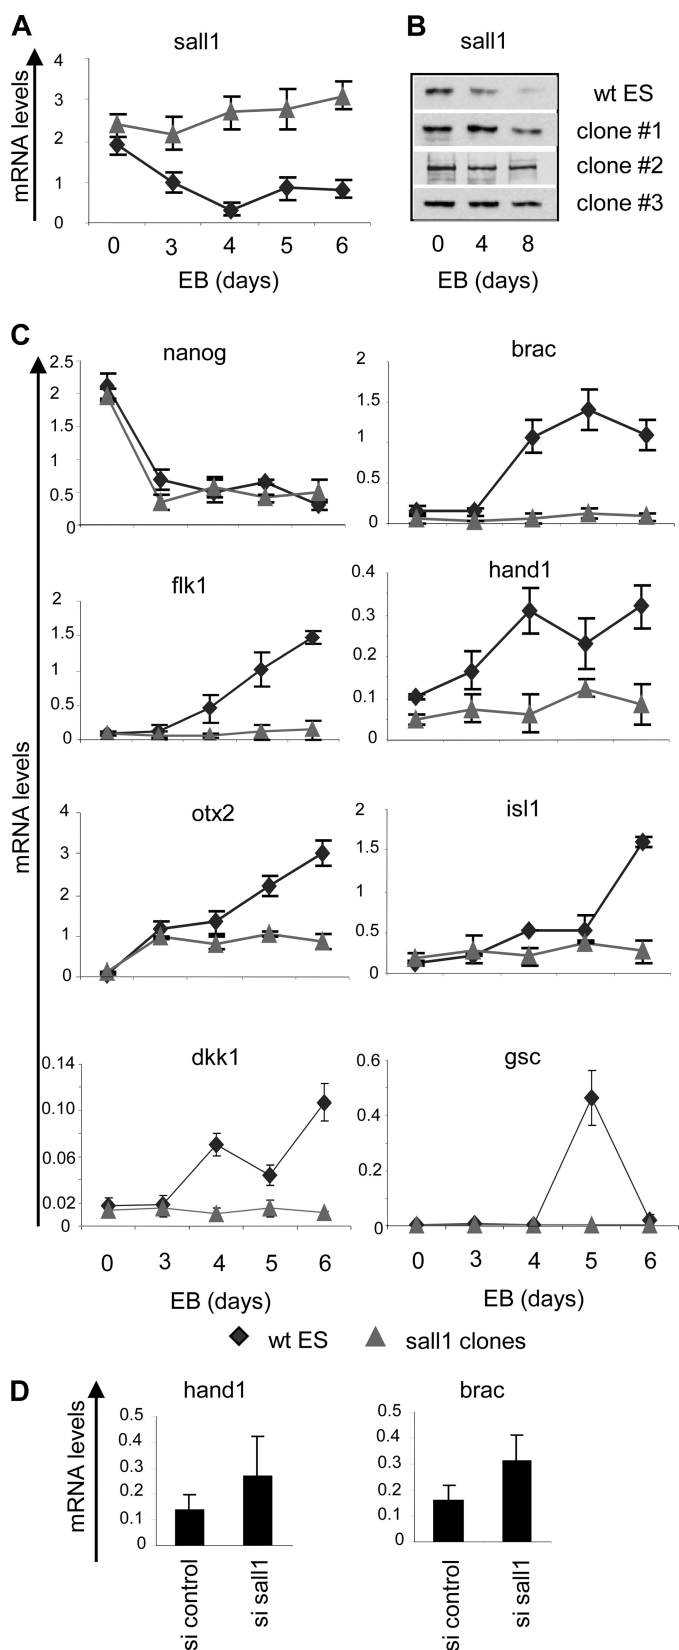 A
sall1
mRNA levels
4
3
2
1
0
0 3 4 5 6
EB (days)
B
sall1
wt ES
clone #1
clone #2
clone #3
0 4 8
EB (days)
C
mRNA levels
nanog
2.5
2
1.5
1
0.5
0
brac
2
1
0.5
0
flk1
2
1.5
1
0.5
0
hand1
0.4
0.3
0.2
0.1
0
otx2
4
3
2
1
0
isl1
2
1.5
1
0.5
0
dkk1
0.14
0.10
0.06
0.02
0
0 3 4 5 6
EB (days)
gsc
0.6
0.4
0.2
0
0 3 4 5 6
EB (days)
wt ES
sall1 clones
D
mRNA levels
hand1
0.5
0.4
0.3
0.2
0.1
0
si control
si sall1
brac
0.5
0.4
0.3
0.2
0.1
0
si control
si sall1